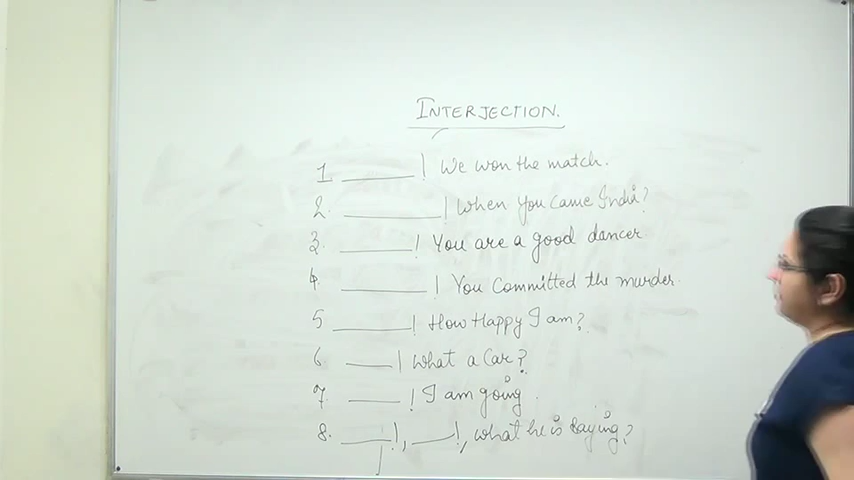 INTERJECTION.
1 ______! We won the match.
2. ______! When you came India?
3. ______! You are a good dancer
4. ______! You Committed the murder.
5 ______! How Happy I am?
6 ____! what a Car?
7. ____! I am going.
8. ____!, ____!, what he is saying?